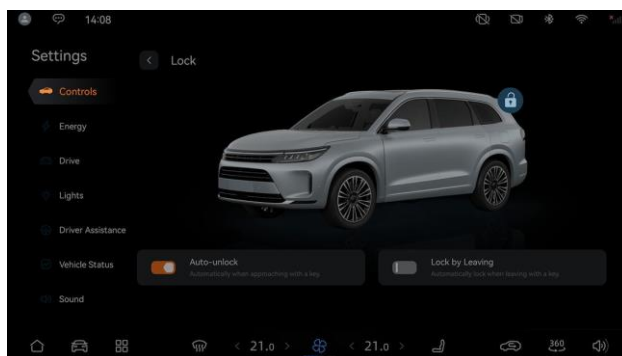 14:08
Settings
Lock
Controls
Energy
Drive
Lights
Driver Assistance
Vehicle Status
Sound
Auto-unlock
Automatically when approaching with a key
Lock by Leaving
Automatically lock when leaving with a key
21.0
21.0
360